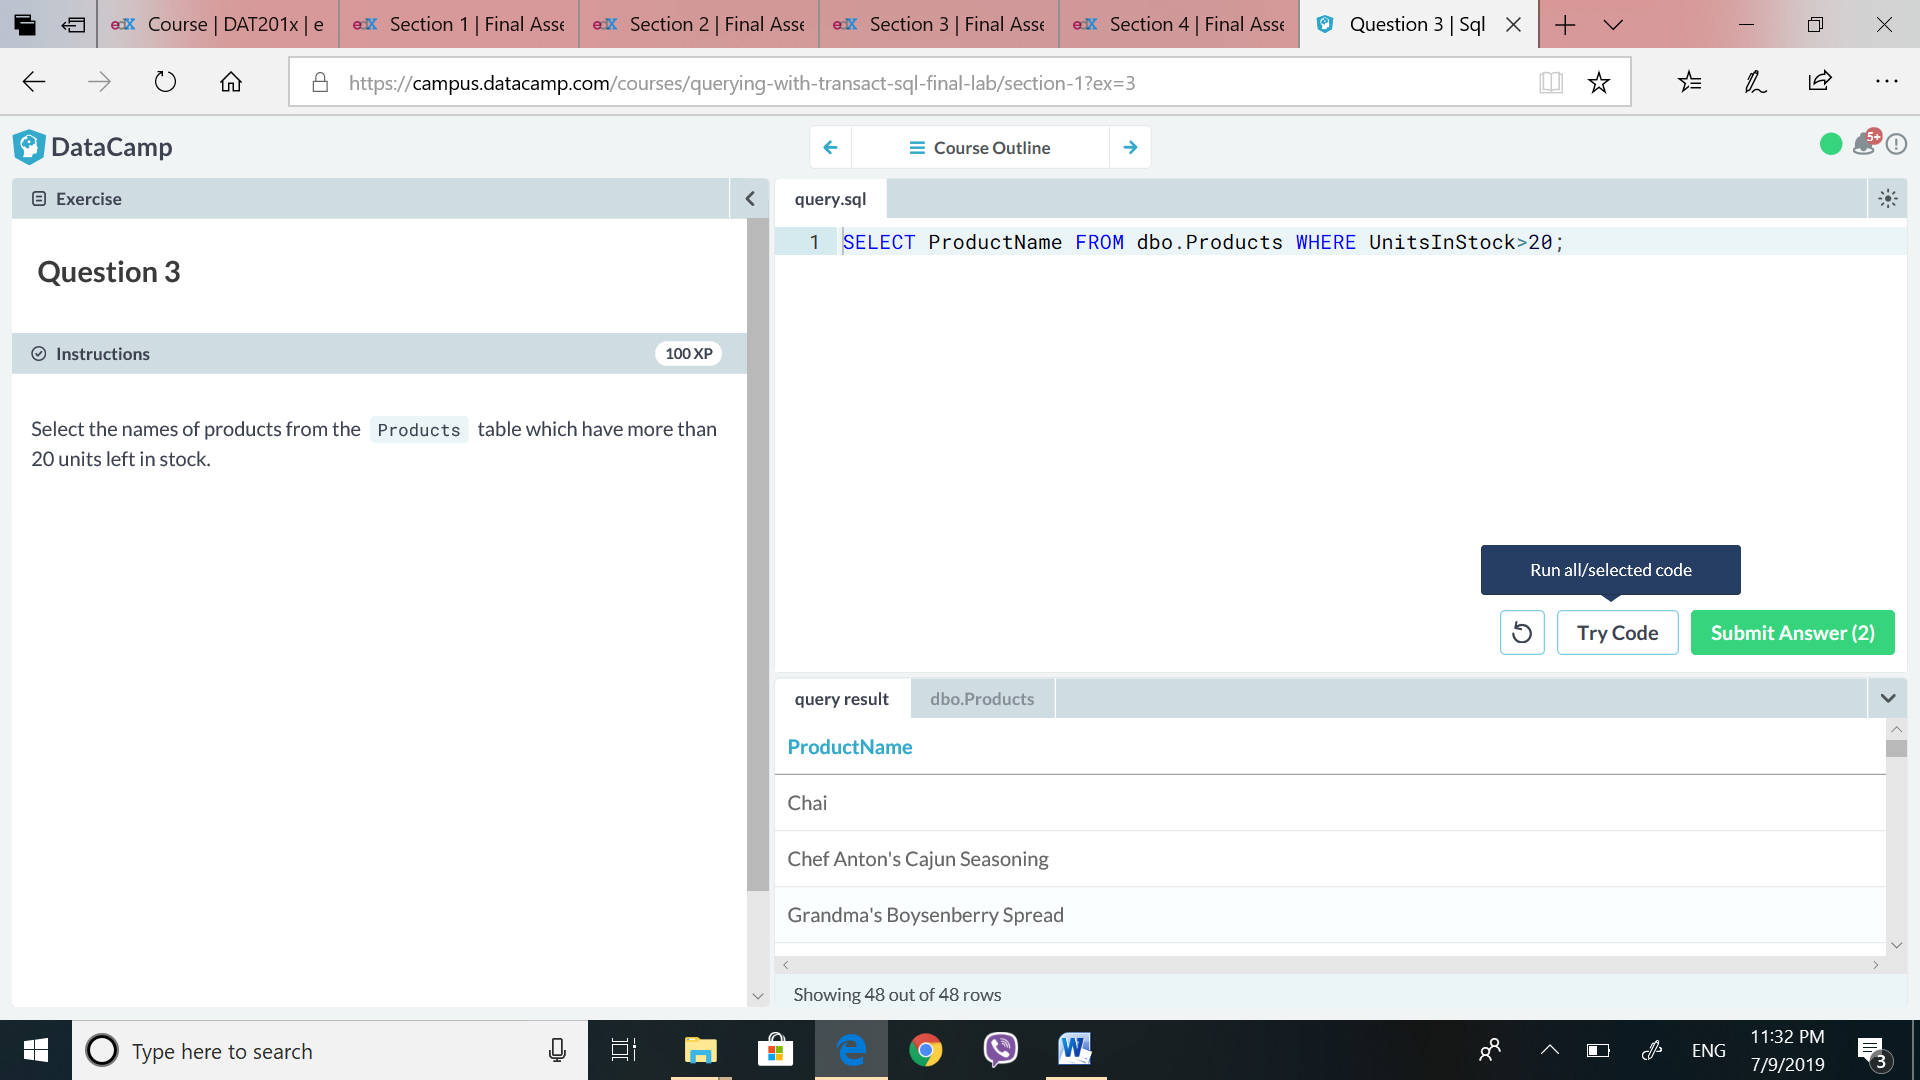 Course | DAT201x | e
edX Section 1 | Final Asse
edX Section 2 | Final Asse
edX Section 3 | Final Asse
edX Section 4 | Final Asse
Question 3 | Sql
https://campus.datacamp.com/courses/querying-with-transact-sql-final-lab/section-1?ex=3
DataCamp
Course Outline
5+
Exercise
Question 3
Instructions
100 XP
Select the names of products from the Products table which have more than
20 units left in stock.
query.sql
1 SELECT ProductName FROM dbo.Products WHERE UnitsInStock>20;
Run all/selected code
Try Code
Submit Answer (2)
query result
dbo.Products
ProductName
Chai
Chef Anton's Cajun Seasoning
Grandma's Boysenberry Spread
Showing 48 out of 48 rows
Type here to search
ENG
11:32 PM
7/9/2019
3